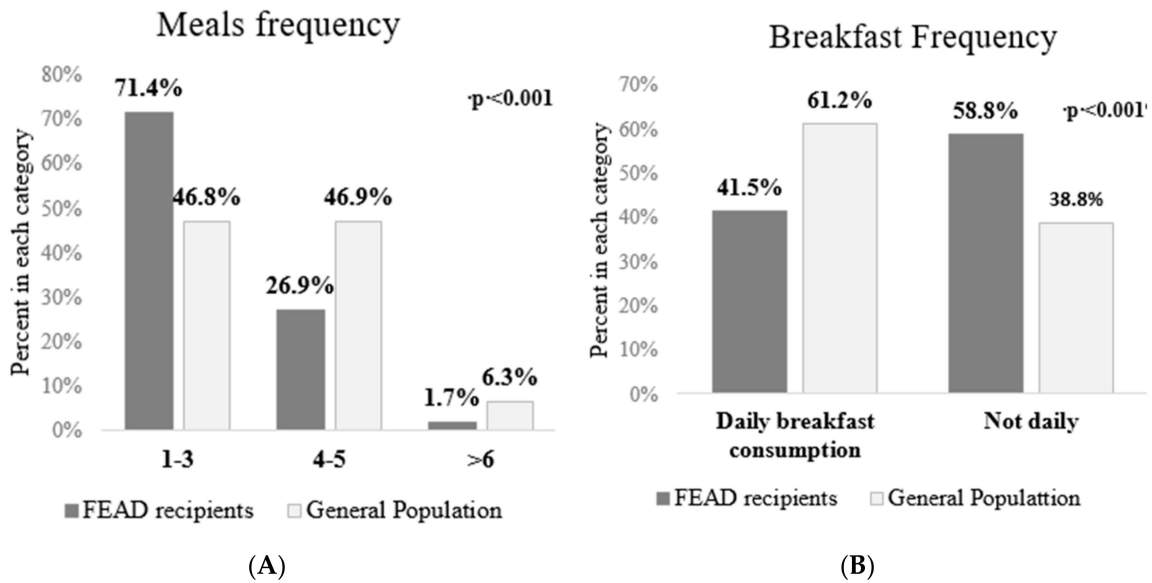 Meals frequency
80%
70%
60%
50%
40%
30%
20%
10%
0%
Percent in each category
71.4%
46.8%
26.9%
46.9%
1.7%
6.3%
·p·<0.001
1-3
4-5
>6
FEAD recipients
General Population
(A)
Breakfast Frequency
70%
60%
50%
40%
30%
20%
10%
0%
Percent in each category
41.5%
61.2%
58.8%
38.8%
·p·<0.001
Daily breakfast
consumption
Not daily
FEAD recipients
General Populattion
(B)